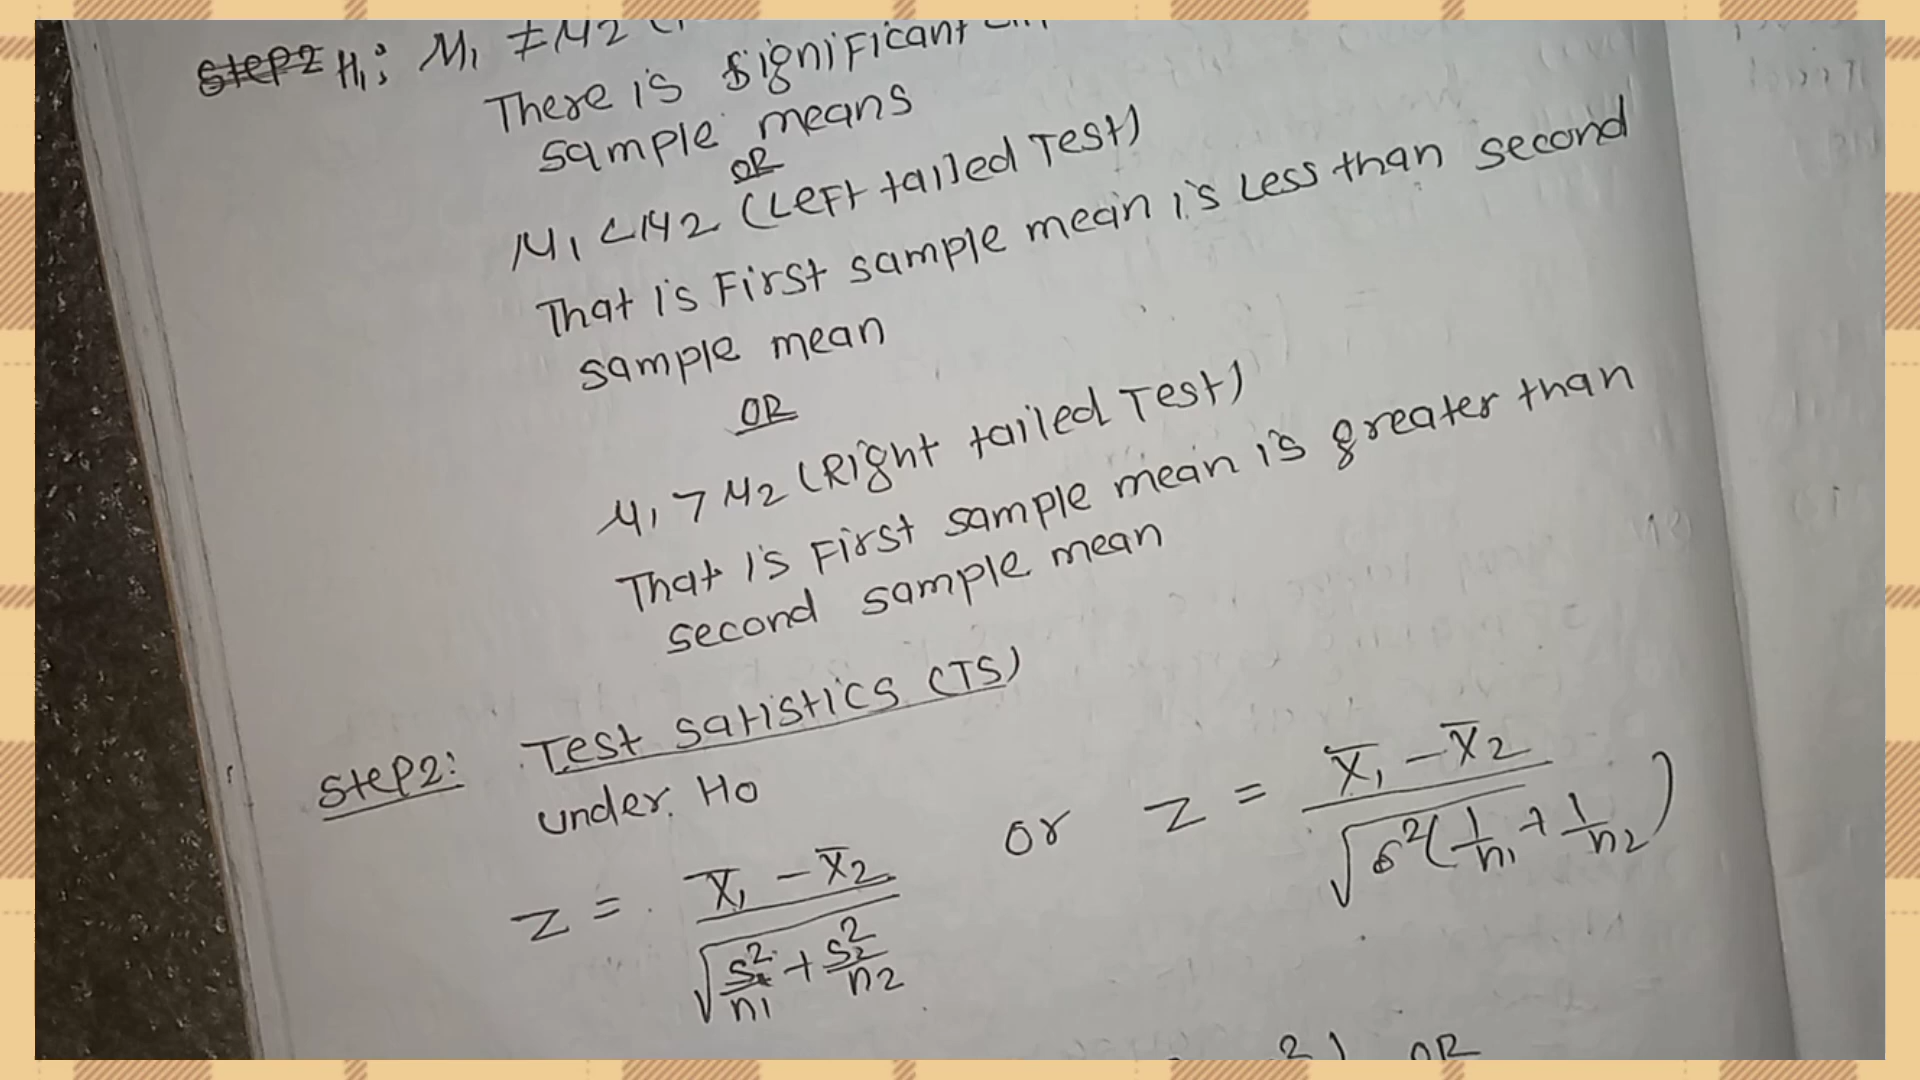 H₁: μ₁ ≠ μ₂
There is significant
sample means
OR
μ₁ < μ₂ (Left tailed Test)
That is First sample mean is Less than second
sample mean
OR
μ₁ > μ₂ (Right tailed Test)
That is First sample mean is greater than
second sample mean
Step2: Test satistics (TS)
under H₀
Z = (X̄₁ - X̄₂) / √(S₁²/n₁ + S₂²/n₂) or Z = (X̄₁ - X̄₂) / √(σ²(1/n₁ + 1/n₂))
OR